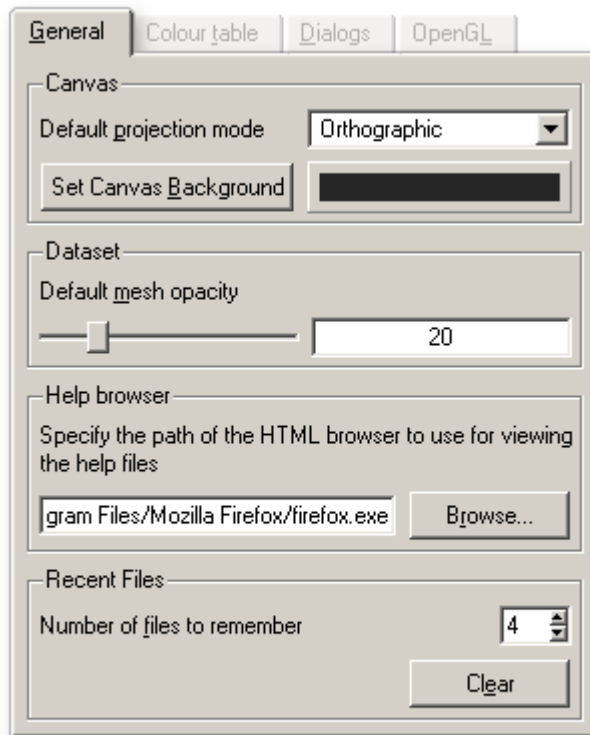 General Colour table Dialogs OpenGL
Canvas
Default projection mode Orthographic
Set Canvas Background
Dataset
Default mesh opacity
20
Help browser
Specify the path of the HTML browser to use for viewing
the help files
gram Files/Mozilla Firefox/firefox.exe Browse...
Recent Files
Number of files to remember 4
Clear